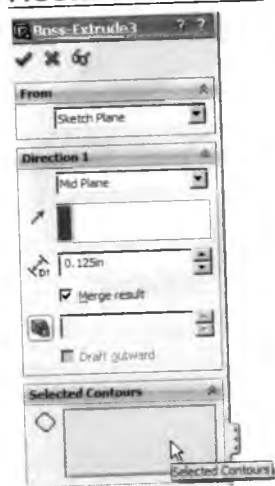 Boss-Extrude3 ? ?
From
Sketch Plane
Direction 1
Mid Plane
D1 0.125in
Merge result
Draft outward
Selected Contours
Selected Contours